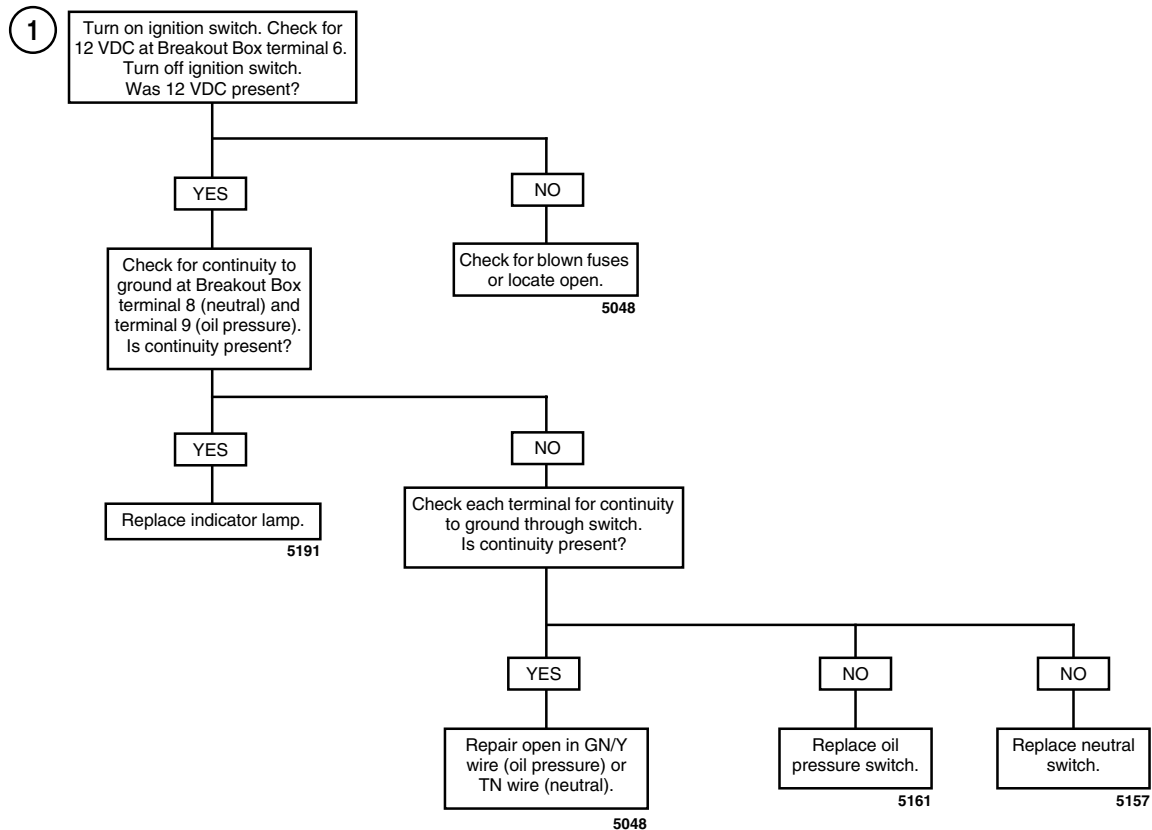 1
Turn on ignition switch. Check for
12 VDC at Breakout Box terminal 6.
Turn off ignition switch.
Was 12 VDC present?
YES
NO
Check for continuity to
ground at Breakout Box
terminal 8 (neutral) and
terminal 9 (oil pressure).
Is continuity present?
Check for blown fuses
or locate open.
5048
YES
NO
Replace indicator lamp.
5191
Check each terminal for continuity
to ground through switch.
Is continuity present?
YES
NO
NO
Repair open in GN/Y
wire (oil pressure) or
TN wire (neutral).
5048
Replace oil
pressure switch.
5161
Replace neutral
switch.
5157